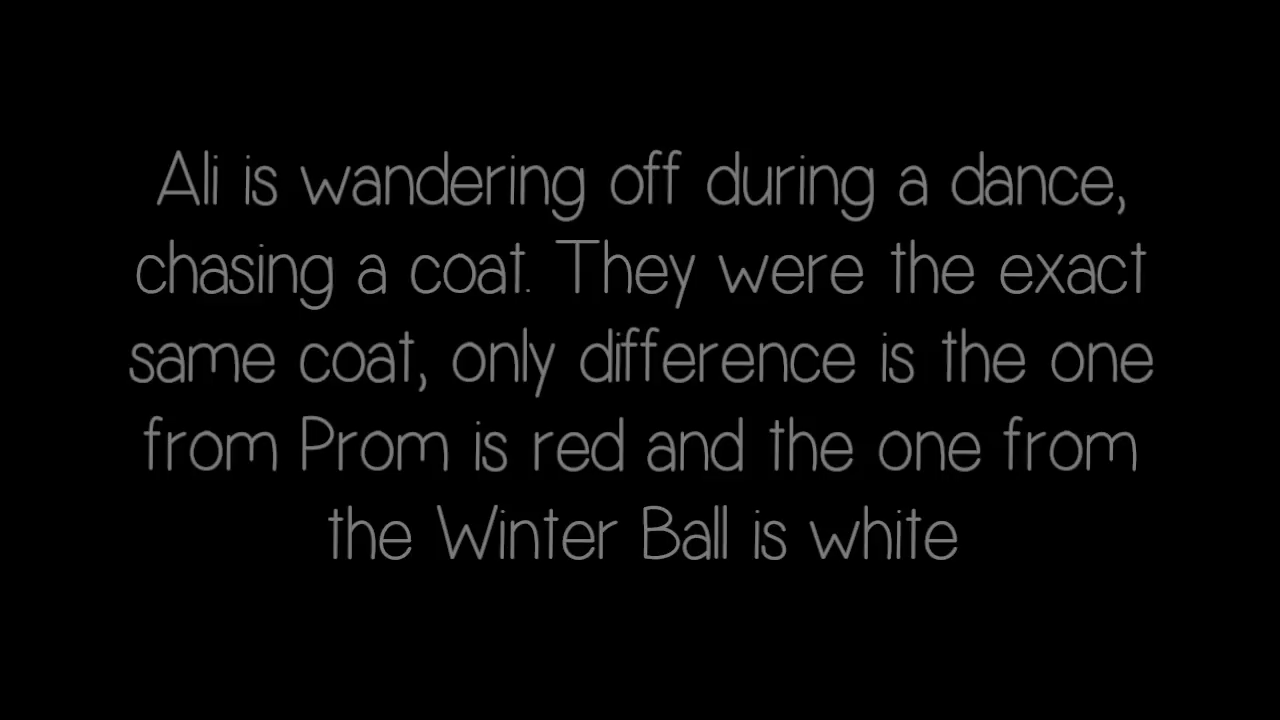 Ali is wandering off during a dance,
chasing a coat. They were the exact
same coat, only difference is the one
from Prom is red and the one from
the Winter Ball is white